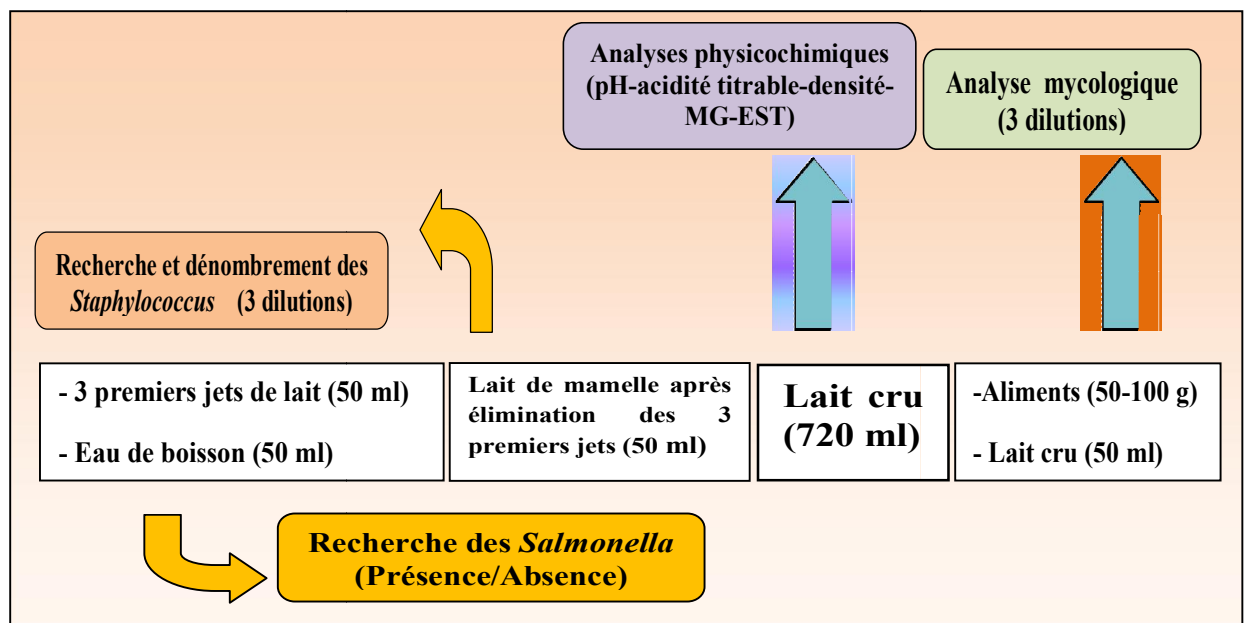 Analyses physicochimiques
(pH-acidité titrable-densité-
MG-EST)
Analyse mycologique
(3 dilutions)
Recherche et dénombrement des
Staphylococcus (3 dilutions)
- 3 premiers jets de lait (50 ml)
- Eau de boisson (50 ml)
Lait de mamelle après
élimination des 3
premiers jets (50 ml)
Lait cru
(720 ml)
-Aliments (50-100 g)
- Lait cru (50 ml)
Recherche des Salmonella
(Présence/Absence)